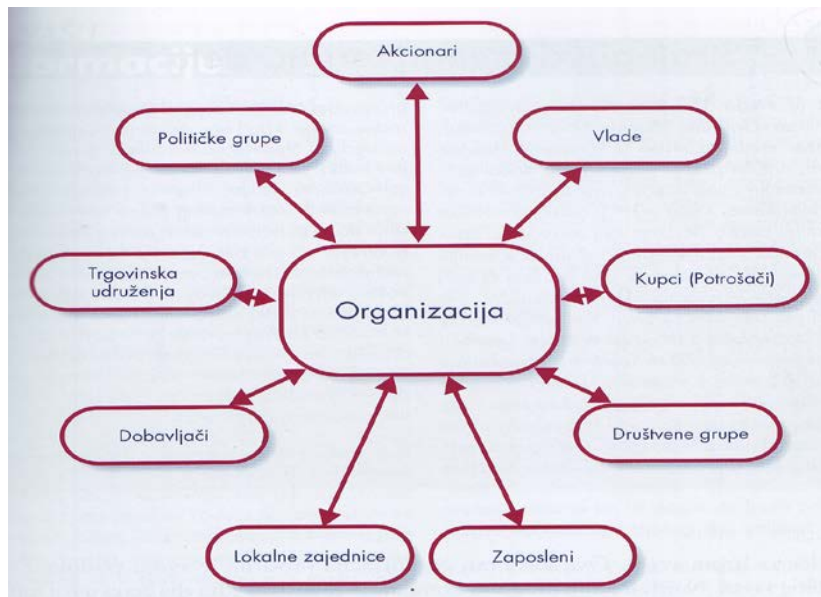 Akcionari
Političke grupe
Vlade
Trgovinska
udruženja
Organizacija
Kupci (Potrošači)
Dobavljači
Društvene grupe
Lokalne zajednice
Zaposleni